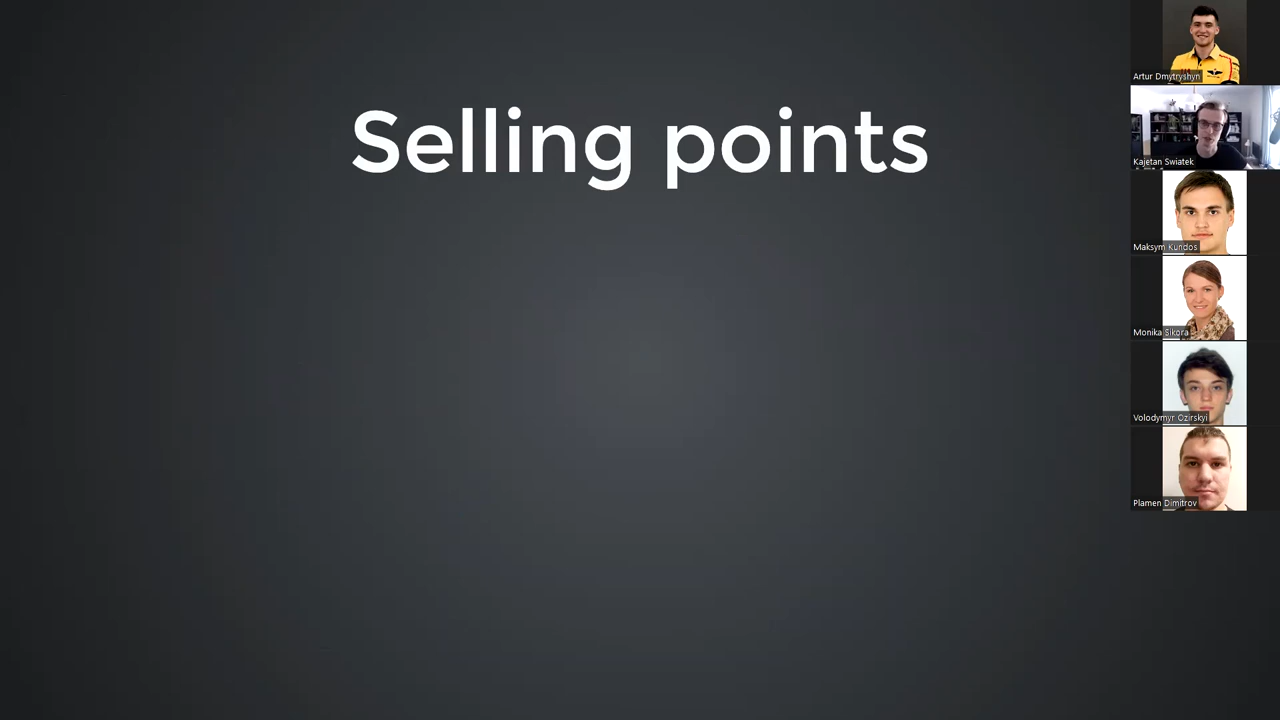 Selling points
Artur Dmytryshyn
Kajetan Swiatek
Maksym Kundos
Monika Sikora
Volodymyr Ozirskyi
Plamen Dimitrov